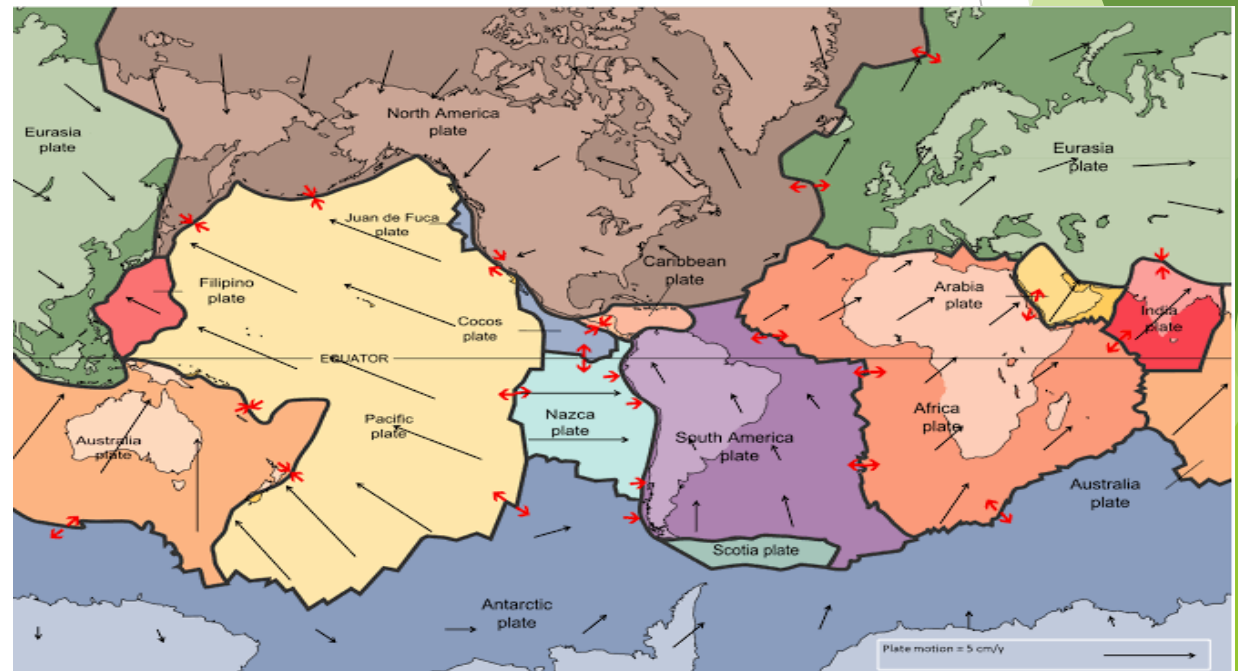 Eurasia
plate
North America
plate
Eurasia
plate
Juan de Fuca
plate
Caribbean
plate
Filipino
plate
Arabia
plate
India
plate
Cocos
plate
EQUATOR
Nazca
plate
Pacific
plate
Africa
plate
Australia
plate
South America
plate
Australia
plate
Scotia plate
Antarctic
plate
Plate motion = 5 cm/y